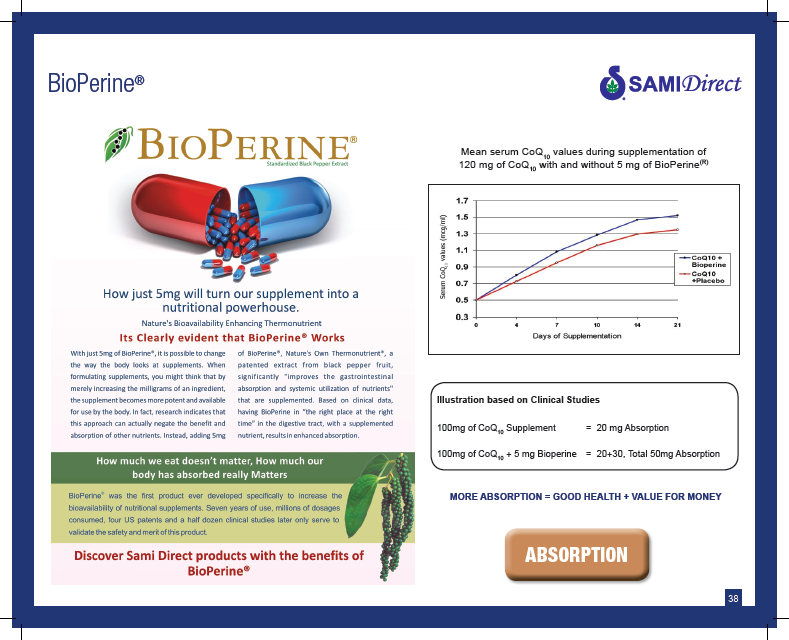 BioPerine®
SAMIDirect
BIOPERINE®
Standardised Black Pepper Extract
How just 5mg will turn our supplement into a
nutritional powerhouse.
Nature's Bioavailability Enhancing Thermonutrient
Its Clearly evident that BioPerine® Works
With just 5mg of BioPerine®, it is possible to change
the way the body looks at supplements. When
formulating supplements, you might think that by
merely increasing the milligrams of an ingredient,
the supplement becomes more potent and available
for use by the body. In fact, research indicates that
this approach can actually negate the benefit and
absorption of other nutrients. Instead, adding 5mg
of BioPerine®, Nature's Own Thermonutrient®, a
patented extract from black pepper fruit,
significantly "improves the gastrointestinal
absorption and systemic utilization of nutrients"
that are supplemented. Based on clinical data,
having BioPerine in "the right place at the right
time" in the digestive tract, with a supplemented
nutrient, results in enhanced absorption.
How much we eat doesn't matter, How much our
body has absorbed really Matters
BioPerine® was the first product ever developed specifically to increase the
bioavailability of nutritional supplements. Seven years of use, millions of dosages
consumed, four US patents and a half dozen clinical studies later only serve to
validate the safety and merit of this product.
Discover Sami Direct products with the benefits of
BioPerine®
Mean serum CoQ10 values during supplementation of
120 mg of CoQ10 with and without 5 mg of BioPerine(R)
Serum CoQ10 values (mcg/ml)
1.7
1.5
1.3
1.1
0.9
0.7
0.5
0.3
0 4 7 10 14 21
Days of Supplementation
CoQ10 +
Bioperine
CoQ10
+Placebo
Illustration based on Clinical Studies
100mg of CoQ10 Supplement = 20 mg Absorption
100mg of CoQ10 + 5 mg Bioperine = 20+30, Total 50mg Absorption
MORE ABSORPTION = GOOD HEALTH + VALUE FOR MONEY
ABSORPTION
38